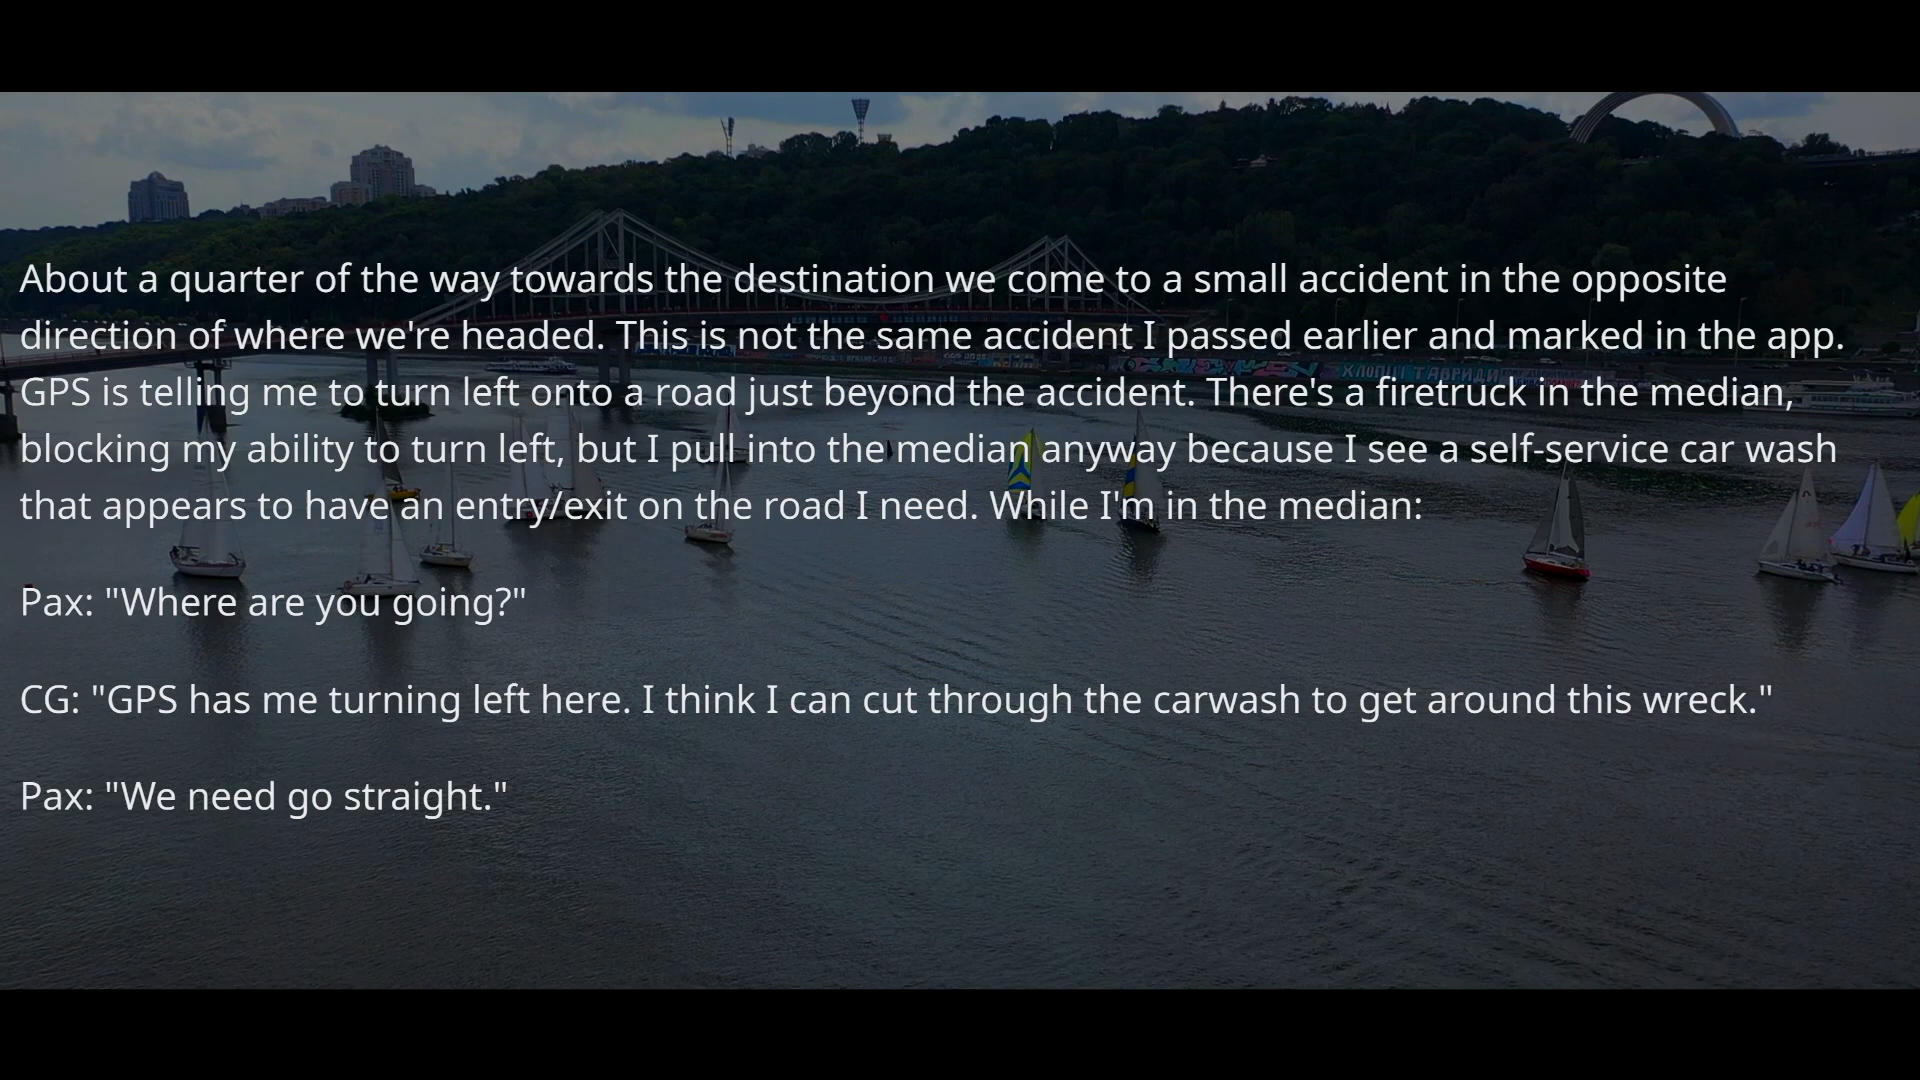 About a quarter of the way towards the destination we come to a small accident in the opposite
direction of where we're headed. This is not the same accident I passed earlier and marked in the app.
GPS is telling me to turn left onto a road just beyond the accident. There's a firetruck in the median,
blocking my ability to turn left, but I pull into the median anyway because I see a self-service car wash
that appears to have an entry/exit on the road I need. While I'm in the median:
Pax: "Where are you going?"
CG: "GPS has me turning left here. I think I can cut through the carwash to get around this wreck."
Pax: "We need go straight."